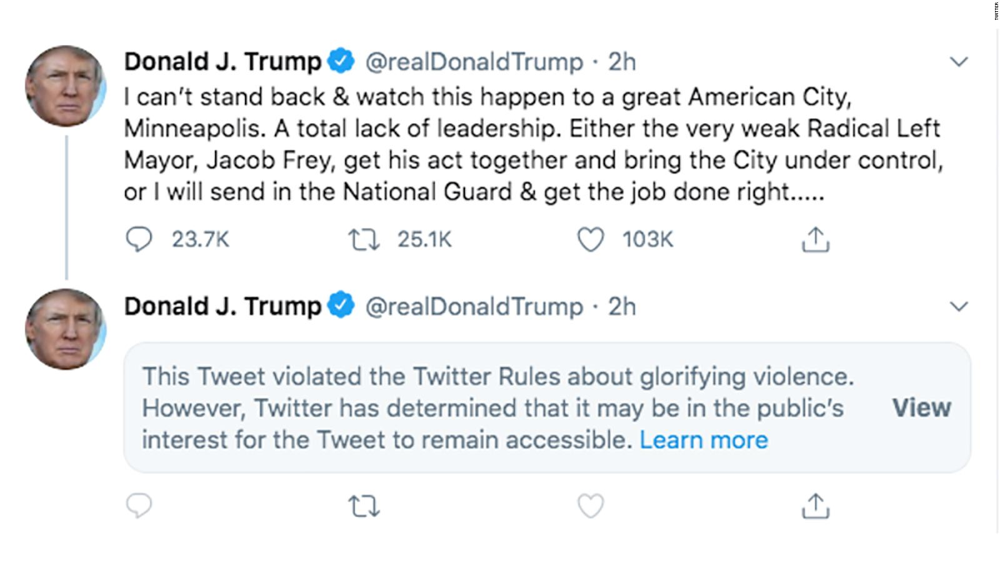 TWITTER
Donald J. Trump @realDonaldTrump · 2h
I can't stand back & watch this happen to a great American City,
Minneapolis. A total lack of leadership. Either the very weak Radical Left
Mayor, Jacob Frey, get his act together and bring the City under control,
or I will send in the National Guard & get the job done right.....
23.7K 25.1K 103K
Donald J. Trump @realDonaldTrump · 2h
This Tweet violated the Twitter Rules about glorifying violence.
However, Twitter has determined that it may be in the public's
interest for the Tweet to remain accessible. Learn more
View